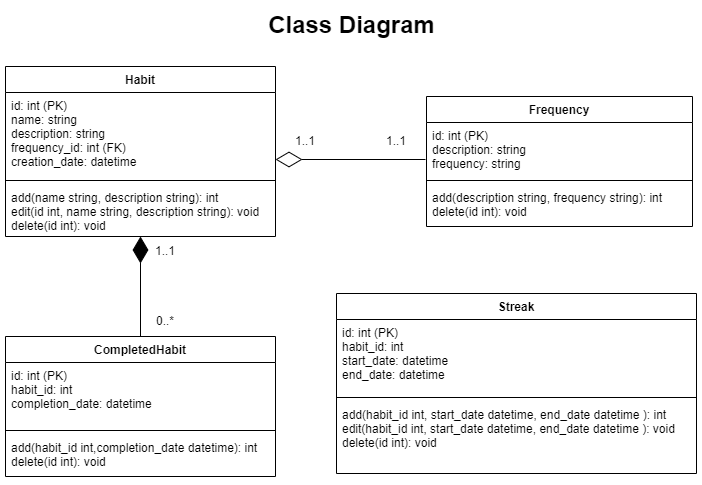 Class Diagram
Habit
id: int (PK)
name: string
description: string
frequency_id: int (FK)
creation_date: datetime
add(name string, description string): int
edit(id int, name string, description string): void
delete(id int): void
1..1
1..1
Frequency
id: int (PK)
description: string
frequency: string
add(description string, frequency string): int
delete(id int): void
1..1
0..*
CompletedHabit
id: int (PK)
habit_id: int
completion_date: datetime
add(habit_id int,completion_date datetime): int
delete(id int): void
Streak
id: int (PK)
habit_id: int
start_date: datetime
end_date: datetime
add(habit_id int, start_date datetime, end_date datetime ): int
edit(habit_id int, start_date datetime, end_date datetime ): void
delete(id int): void